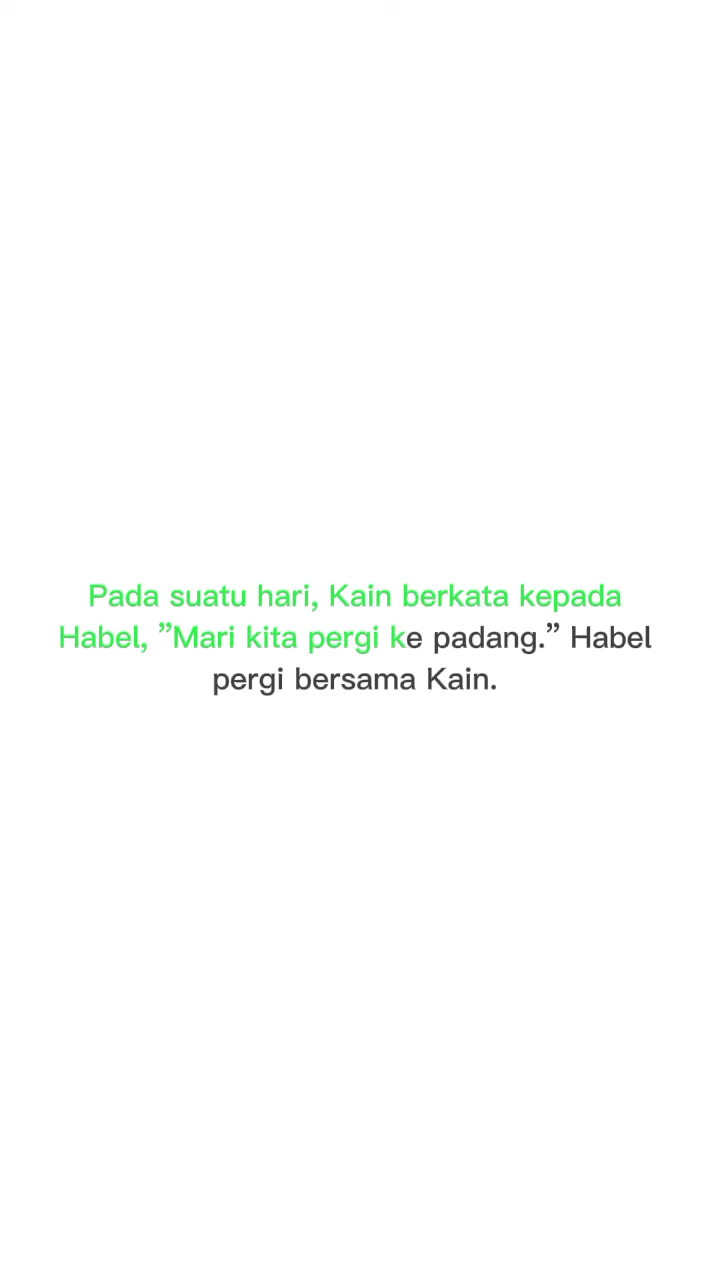 Pada suatu hari, Kain berkata kepada
Habel, ”Mari kita pergi ke padang.” Habel
pergi bersama Kain.